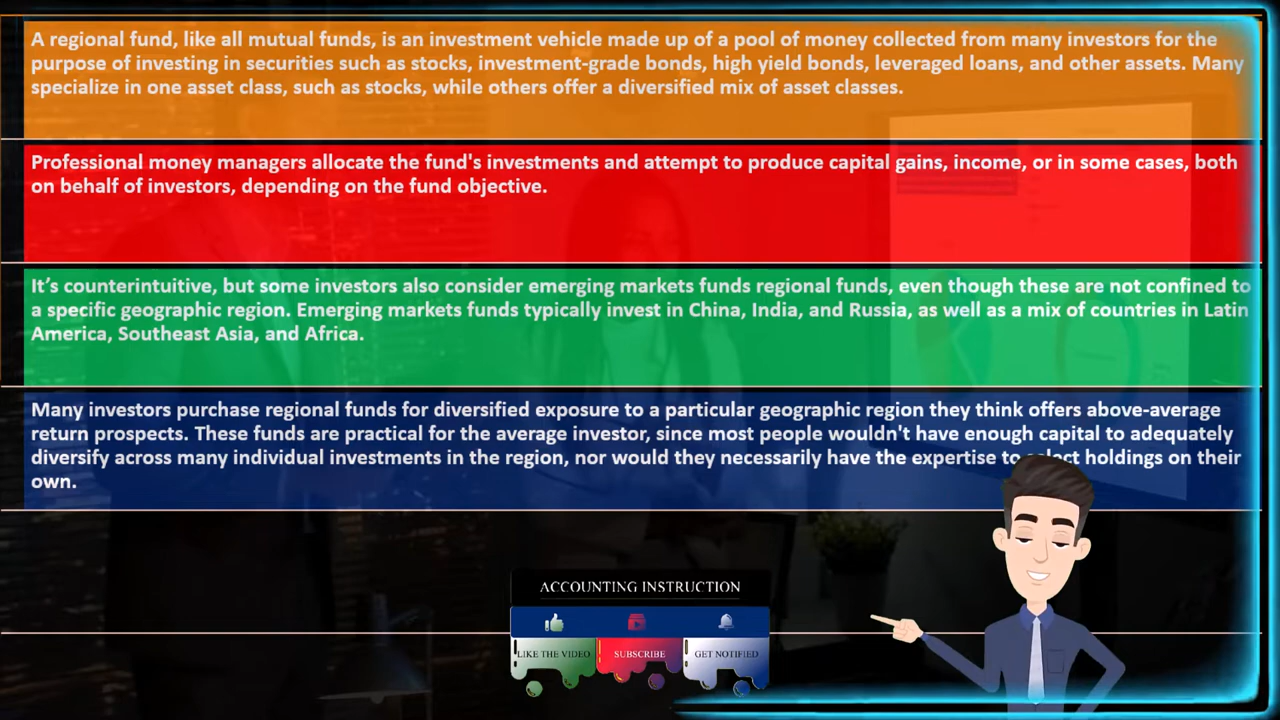 A regional fund, like all mutual funds, is an investment vehicle made up of a pool of money collected from many investors for the
purpose of investing in securities such as stocks, investment-grade bonds, high yield bonds, leveraged loans, and other assets. Many
specialize in one asset class, such as stocks, while others offer a diversified mix of asset classes.
Professional money managers allocate the fund's investments and attempt to produce capital gains, income, or in some cases, both
on behalf of investors, depending on the fund objective.
It’s counterintuitive, but some investors also consider emerging markets funds regional funds, even though these are not confined to
a specific geographic region. Emerging markets funds typically invest in China, India, and Russia, as well as a mix of countries in Latin
America, Southeast Asia, and Africa.
Many investors purchase regional funds for diversified exposure to a particular geographic region they think offers above-average
return prospects. These funds are practical for the average investor, since most people wouldn't have enough capital to adequately
diversify across many individual investments in the region, nor would they necessarily have the expertise to select holdings on their
own.
ACCOUNTING INSTRUCTION
LIKE THE VIDEO SUBSCRIBE GET NOTIFIED